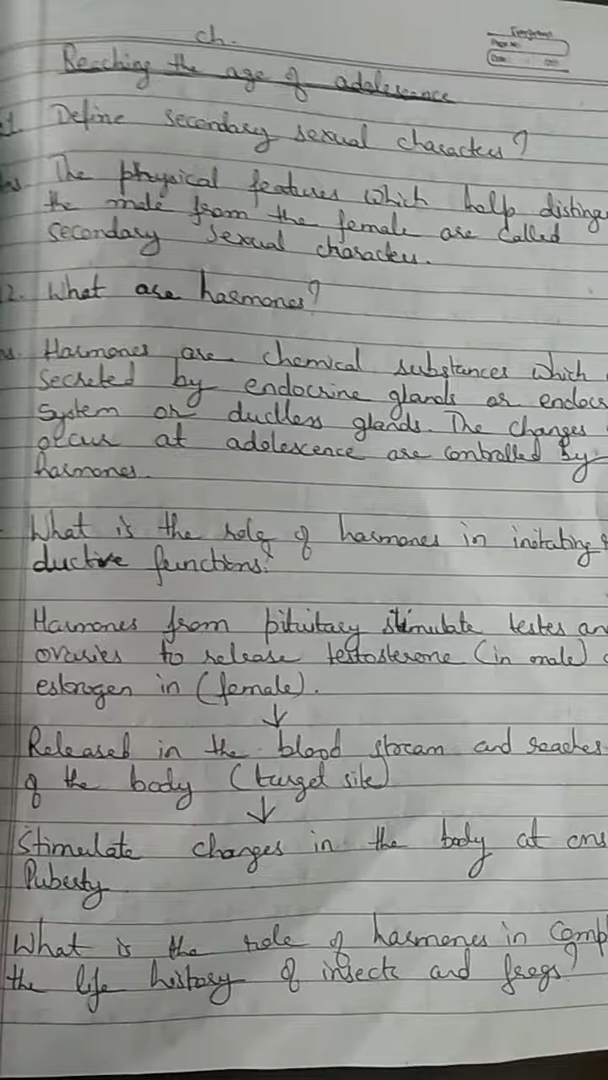 ch.
Reaching the age of adolescence
1. Define secondary sexual characters?
The physical features which help distingu
the male from the female are called
secondary sexual characters.
2. What are harmones?
Harmones are chemical substances which
secreted by endocrine glands or endocr
System or ductless glands. The changes
occur at adolescence are controlled by
harmones.
What is the role of harmones in initating
ductive functions?
Harmones from pituitary stimulate testes an
ovaries to release testosterone (in male)
estrogen in (female).
↓
Released in the blood stream and reaches
of the body (target site)
↓
Stimulate changes in the body at ons
Puberty
What is the role of harmones in Comp
the life history of insects and frogs?